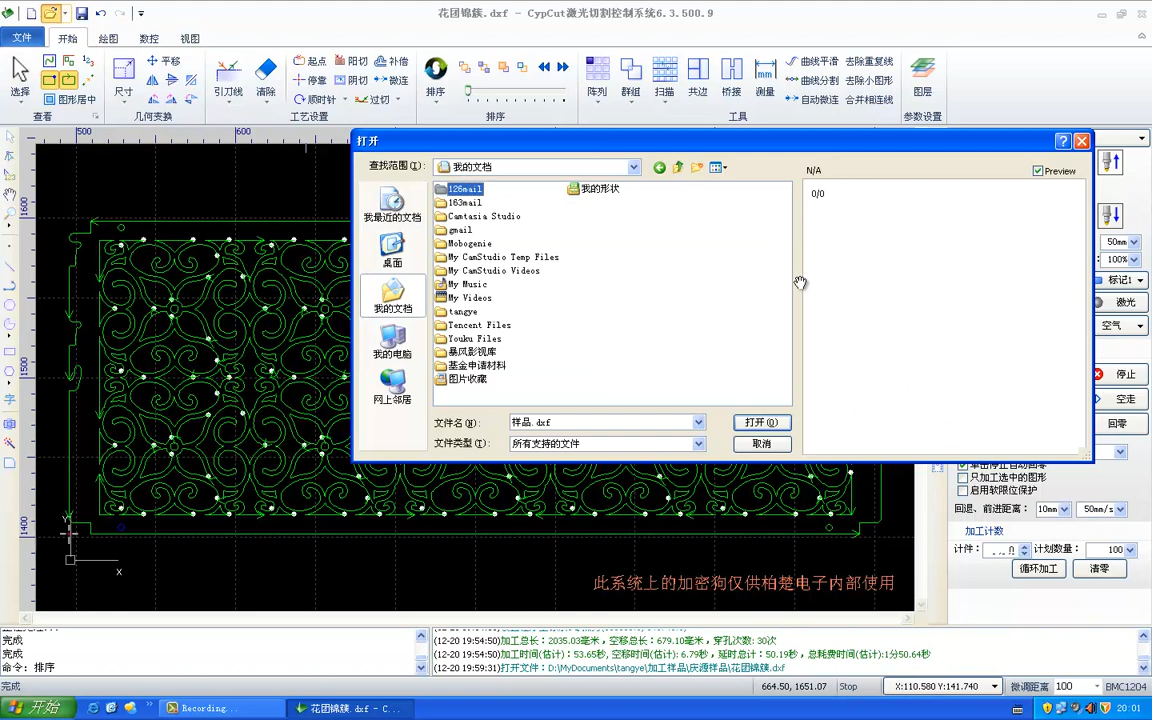 花团锦簇.dxf - CypCut激光切割控制系统6.3.500.9
文件 开始 绘图 数控 视图
选择
图形居中
查看
尺寸
平移
几何变换
引刀线
清除
起点 阳切 补偿
停靠 阴切 微连
顺时针 过切
工艺设置
排序
排序
阵列 群组 扫描 共边 桥接 测量
曲线平滑 去除重复线
曲线分割 去除小图形
自动微连 合并相连线
工具
图层
参数设置
500 600
1600
1500
1400
Y
X
打开
查找范围(I): 我的文档
N/A
Preview
0/0
我最近的文档
桌面
我的文档
我的电脑
网上邻居
126mail
163mail
Camtasia Studio
gmail
Mobogenie
My CamStudio Temp Files
My CamStudio Videos
My Music
My Videos
tangye
Tencent Files
Youku Files
暴风影视库
基金申请材料
图片收藏
我的形状
文件名(N): 样品.dxf 打开(O)
文件类型(T): 所有支持的文件 取消
50mm
100%
标记1
激光
空气
停止
空走
回零
单击停止自动回零
只加工选中的图形
启用软限位保护
回退、前进距离: 10mm 50mm/s
加工计数
计件: 计划数量: 100
循环加工 清零
此系统上的加密狗仅供柏楚电子内部使用
完成
完成
命令: 排序
(12-20 19:54:50)加工总长：2035.03毫米，空移总长：679.10毫米，穿孔次数: 30次
(12-20 19:54:50)加工时间(估计)：53.65秒, 空移时间(估计)：6.79秒，延时总计：50.19秒，总耗费时间(估计):1分50.64秒
(12-20 19:59:31)打开文件: D:\MyDocuments\tangye\加工样品\庆源样品\花团锦簇.dxf
完成 664.50, 1651.07 Stop X:110.580 Y:141.740 微调距离 100 BMC1204
开始 Recording... 花团锦簇.dxf - C... 20:01